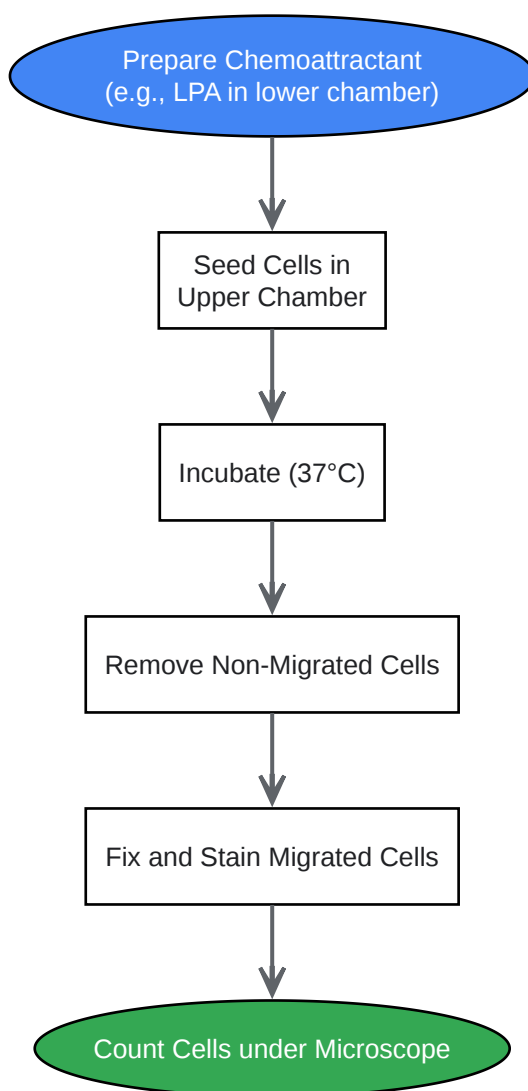 Prepare Chemoattractant
(e.g., LPA in lower chamber)
Seed Cells in
Upper Chamber
Incubate (37°C)
Remove Non-Migrated Cells
Fix and Stain Migrated Cells
Count Cells under Microscope